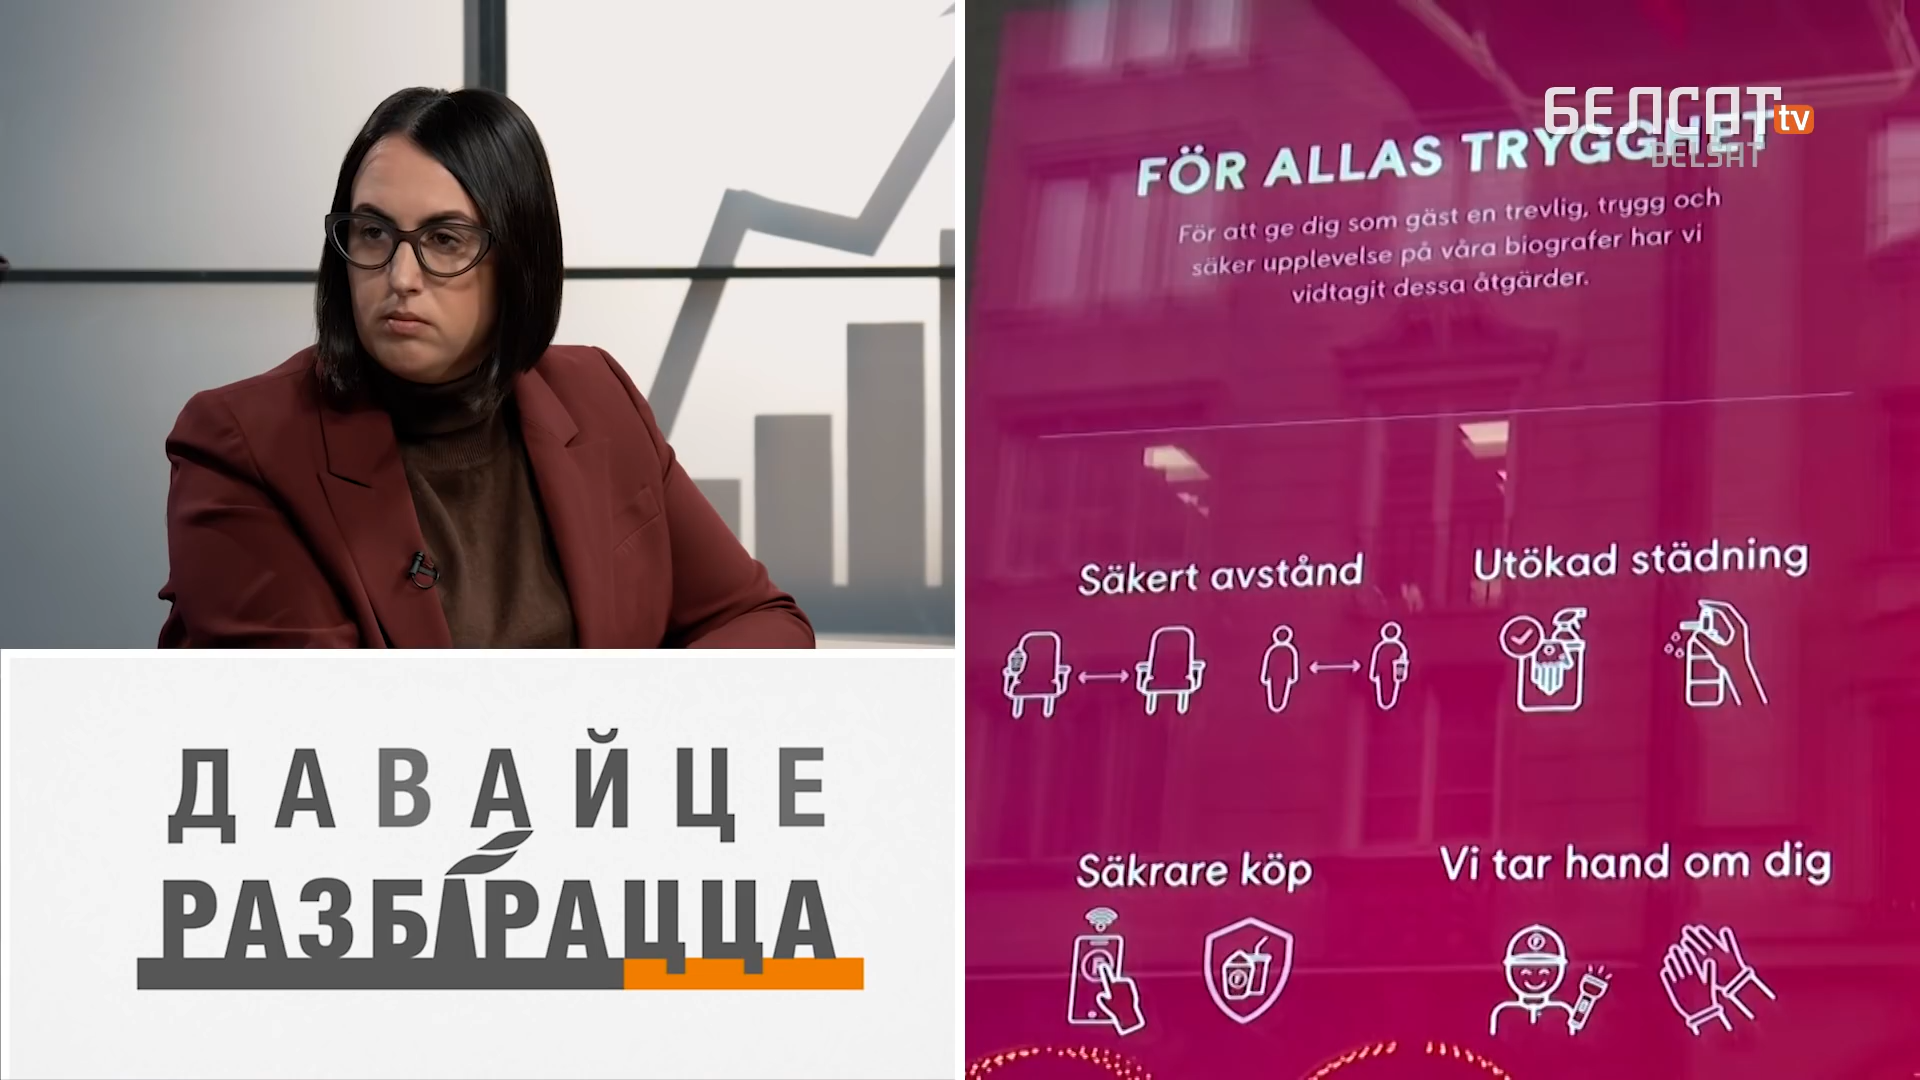 БЕЛСАТ tv
BELSAT
FÖR ALLAS TRYGGHET
För att ge dig som gäst en trevlig, trygg och
säker upplevelse på våra biografer har vi
vidtagit dessa åtgärder.
Säkert avstånd
Utökad städning
Säkrare köp
Vi tar hand om dig
ДАВАЙЦЕ
РАЗБІРАЦЦА